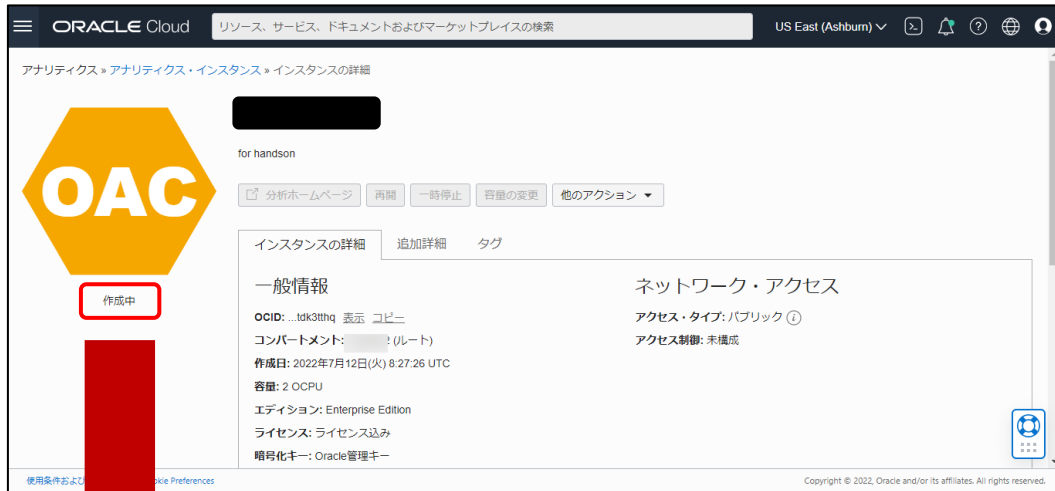 ORACLE Cloud
リソース、サービス、ドキュメントおよびマーケットプレイスの検索
US East (Ashburn)
アナリティクス » アナリティクス・インスタンス » インスタンスの詳細
OAC
作成中
for handson
分析ホームページ 再開 一時停止 容量の変更 他のアクション
インスタンスの詳細 追加詳細 タグ
一般情報
OCID: ...tdk3tthq 表示 コピー
コンパートメント: (ルート)
作成日: 2022年7月12日(火) 8:27:26 UTC
容量: 2 OCPU
エディション: Enterprise Edition
ライセンス: ライセンス込み
暗号化キー: Oracle管理キー
ネットワーク・アクセス
アクセス・タイプ: パブリック
アクセス制御: 未構成
使用条件および Preferences
Copyright © 2022, Oracle and/or its affiliates. All rights reserved.